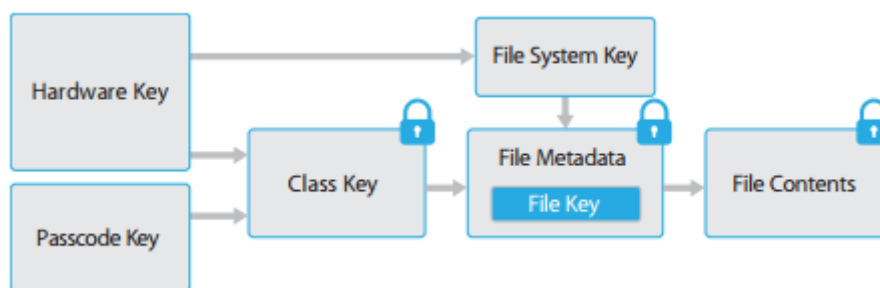 Hardware Key
File System Key
Class Key
File Metadata
File Key
File Contents
Passcode Key